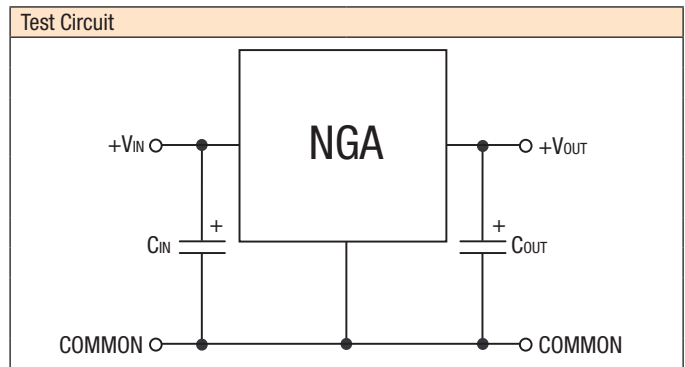 Test Circuit
NGA
+VIN
+VOUT
+
+
CIN
COUT
COMMON
COMMON